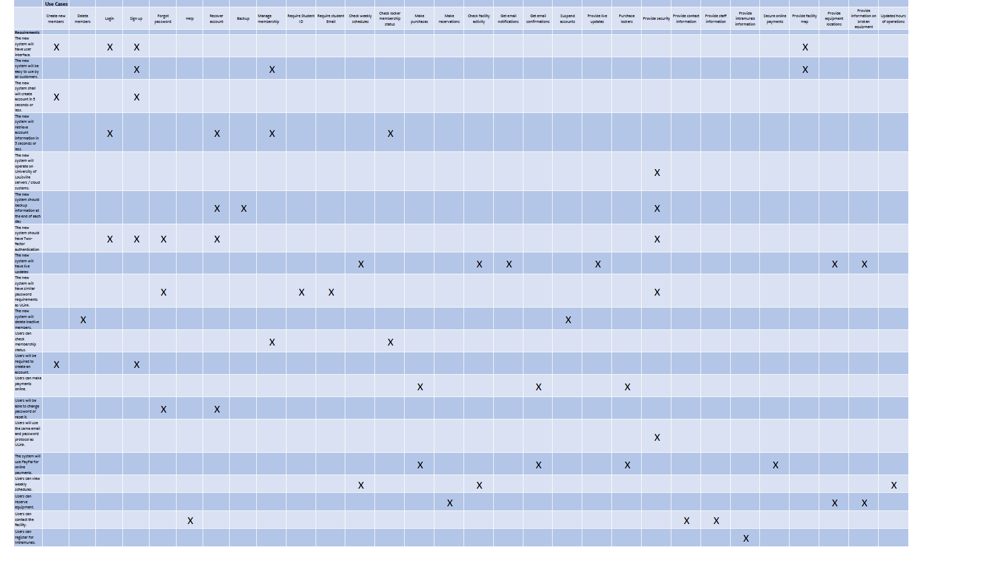 Use Cases
Create new members
Delete members
Login
Sign up
Forgot password
Help
Recover account
Backup
Manage membership
Require Student ID
Require student Email
Check weekly schedules
Check locker membership status
Make purchases
Make reservations
Check facility activity
Get email notifications
Get email confirmations
Suspend accounts
Provide live updates
Purchase lockers
Provide security
Provide contact information
Provide staff information
Provide intramurals information
Secure online payments
Provide facility map
Provide equipment locations
Provide information on broken equipment
Updated hours of operations
Requirements
The new system will have user interface.
X X X X
The new system will be easy to use by all customers.
X X X
The new system shall will create account in 5 seconds or less.
X X
The new system will retrieve account information in 5 seconds or less.
X X X X
The new system will operate on University of Louisville servers / cloud systems.
X
The new system should backup information at the end of each day
X X X
The new system should have Two-factor authentication
X X X X X
The new system will have live updates
X X X X X X
The new system will have similar password requirements as ULink.
X X X X
The new system will delete inactive members.
X X
Users can check membership status.
X X
Users will be required to create an account.
X X
Users can make payments online.
X X X
Users will be able to change password or reset it.
X X
Users will use the same email and password protocol as ULink.
X
The system will use PayPal for online payments.
X X X X
Users can view weekly schedules.
X X X
Users can reserve equipment.
X X X
Users can contact the facility.
X X X
Users can register for Intramurals.
X